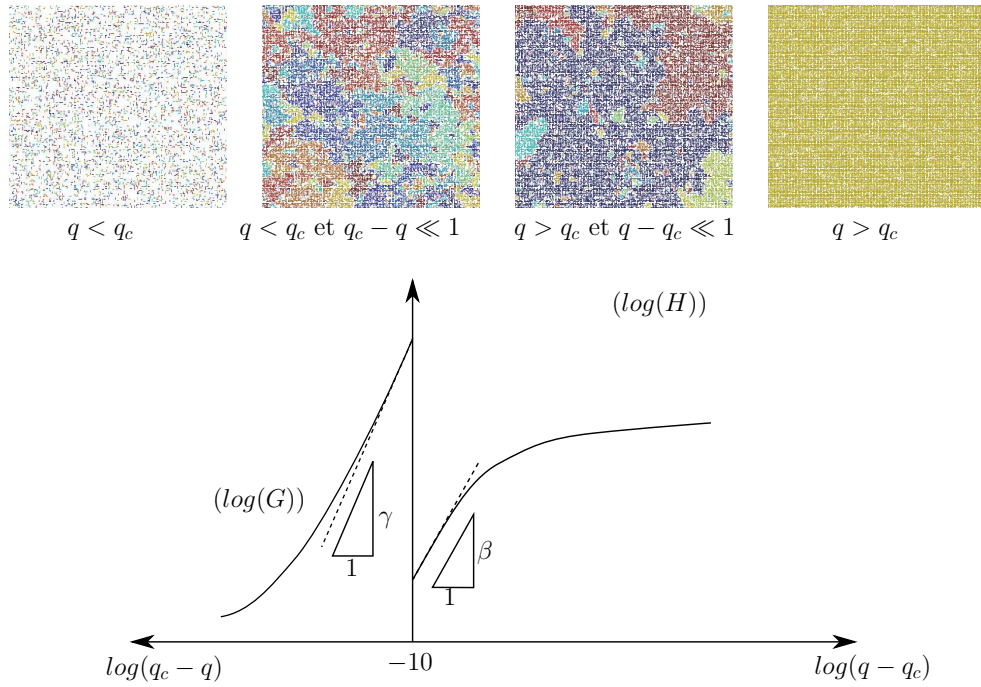 q < q_c
q < q_c et q_c − q ≪ 1
q > q_c et q − q_c ≪ 1
q > q_c
(log(H))
(log(G))
γ
1
β
1
log(q_c − q)
−10
log(q − q_c)